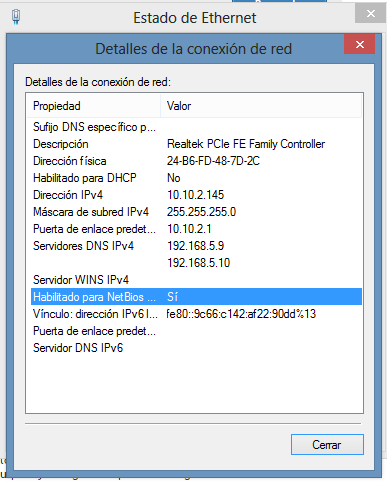 Estado de Ethernet
Detalles de la conexión de red
Detalles de la conexión de red:
Propiedad Valor
Sufijo DNS específico p...
Descripción Realtek PCIe FE Family Controller
Dirección física 24-B6-FD-48-7D-2C
Habilitado para DHCP No
Dirección IPv4 10.10.2.145
Máscara de subred IPv4 255.255.255.0
Puerta de enlace predet... 10.10.2.1
Servidores DNS IPv4 192.168.5.9
192.168.5.10
Servidor WINS IPv4
Habilitado para NetBios ... Sí
Vínculo: dirección IPv6 l... fe80::9c66:c142:af22:90dd%13
Puerta de enlace predet...
Servidor DNS IPv6
Cerrar